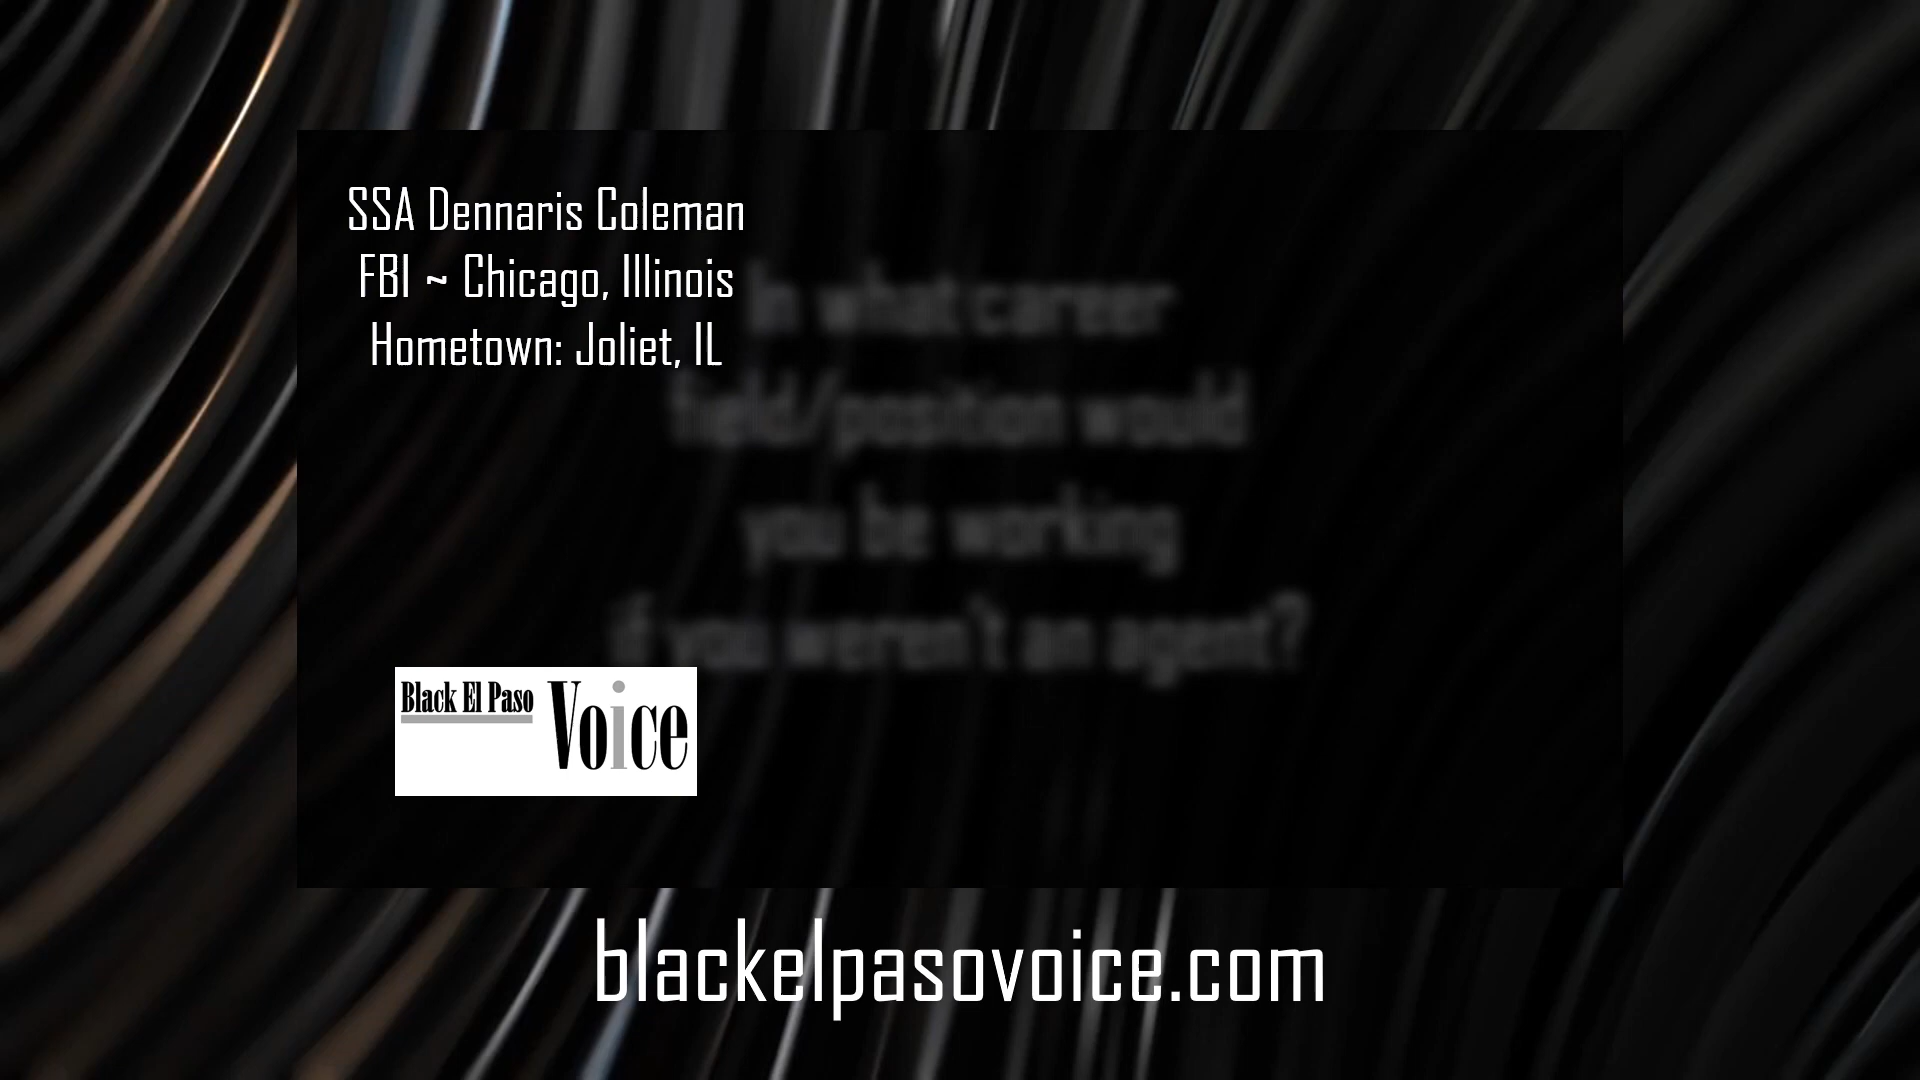 SSA Dennaris Coleman
FBI ~ Chicago, Illinois
Hometown: Joliet, IL
In what career
field/position would
you be working
if you weren't an agent?
Black El Paso Voice
blackelpasovoice.com